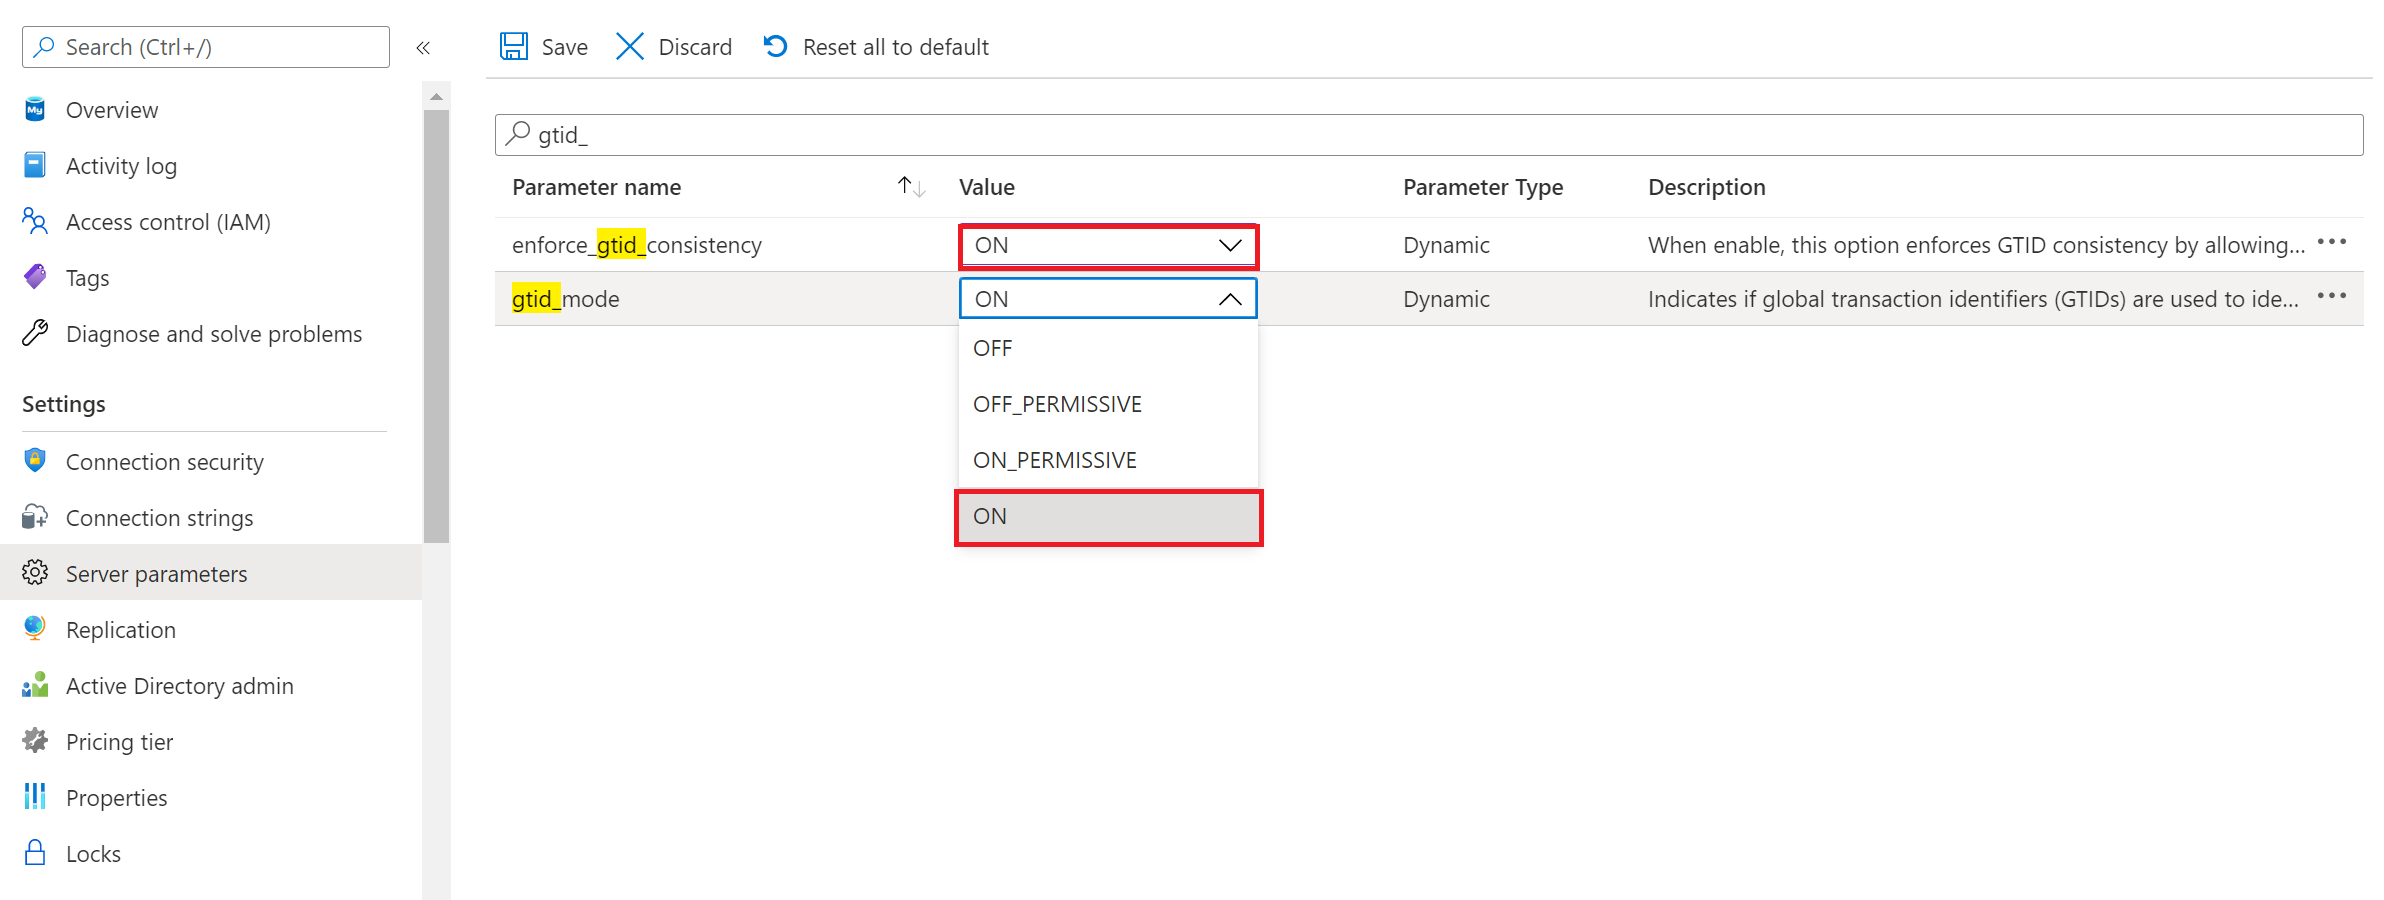 Search (Ctrl+/)
«
Overview
Activity log
Access control (IAM)
Tags
Diagnose and solve problems
Settings
Connection security
Connection strings
Server parameters
Replication
Active Directory admin
Pricing tier
Properties
Locks
Save Discard Reset all to default
gtid_
Parameter name ↑↓ Value Parameter Type Description
enforce_gtid_consistency ON Dynamic When enable, this option enforces GTID consistency by allowing... •••
gtid_mode ON Dynamic Indicates if global transaction identifiers (GTIDs) are used to ide... •••
OFF
OFF_PERMISSIVE
ON_PERMISSIVE
ON